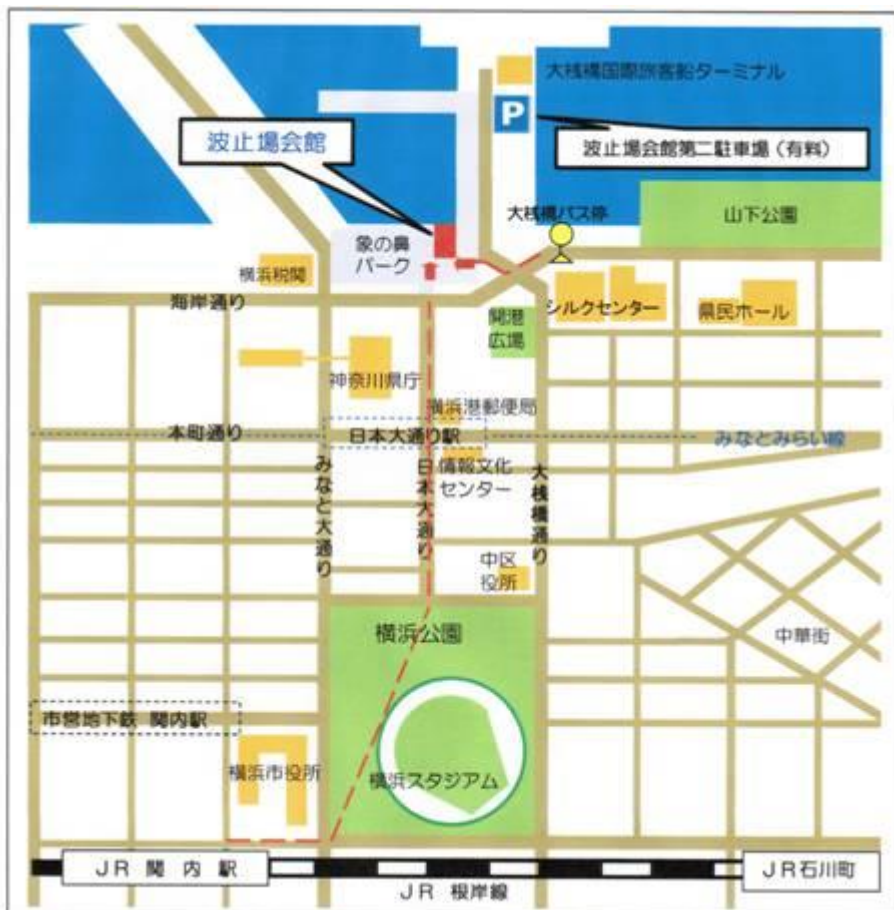 大桟橋国際旅客船ターミナル
P
波止場会館
波止場会館第二駐車場（有料）
大桟橋バス停
山下公園
象の鼻
パーク
横浜税関
海岸通り
シルクセンター
県民ホール
開港
広場
神奈川県庁
横浜港郵便局
本町通り
日本大通り駅
みなとみらい線
情報文化
センター
みなと大通り
日本大通り
大桟橋通り
中区
役所
横浜公園
中華街
市営地下鉄 関内駅
横浜市役所
横浜スタジアム
ＪＲ関内駅
ＪＲ石川町
ＪＲ 根岸線